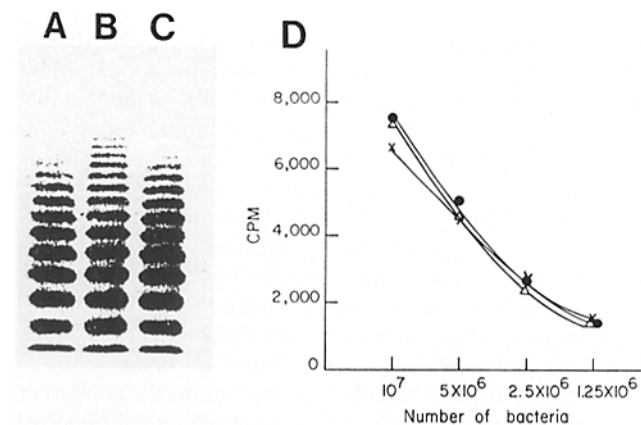 A B C
D
8,000
6,000
4,000
2,000
0
CPM
10⁷ 5X10⁶ 2.5X10⁶ 1.25X10⁶
Number of bacteria